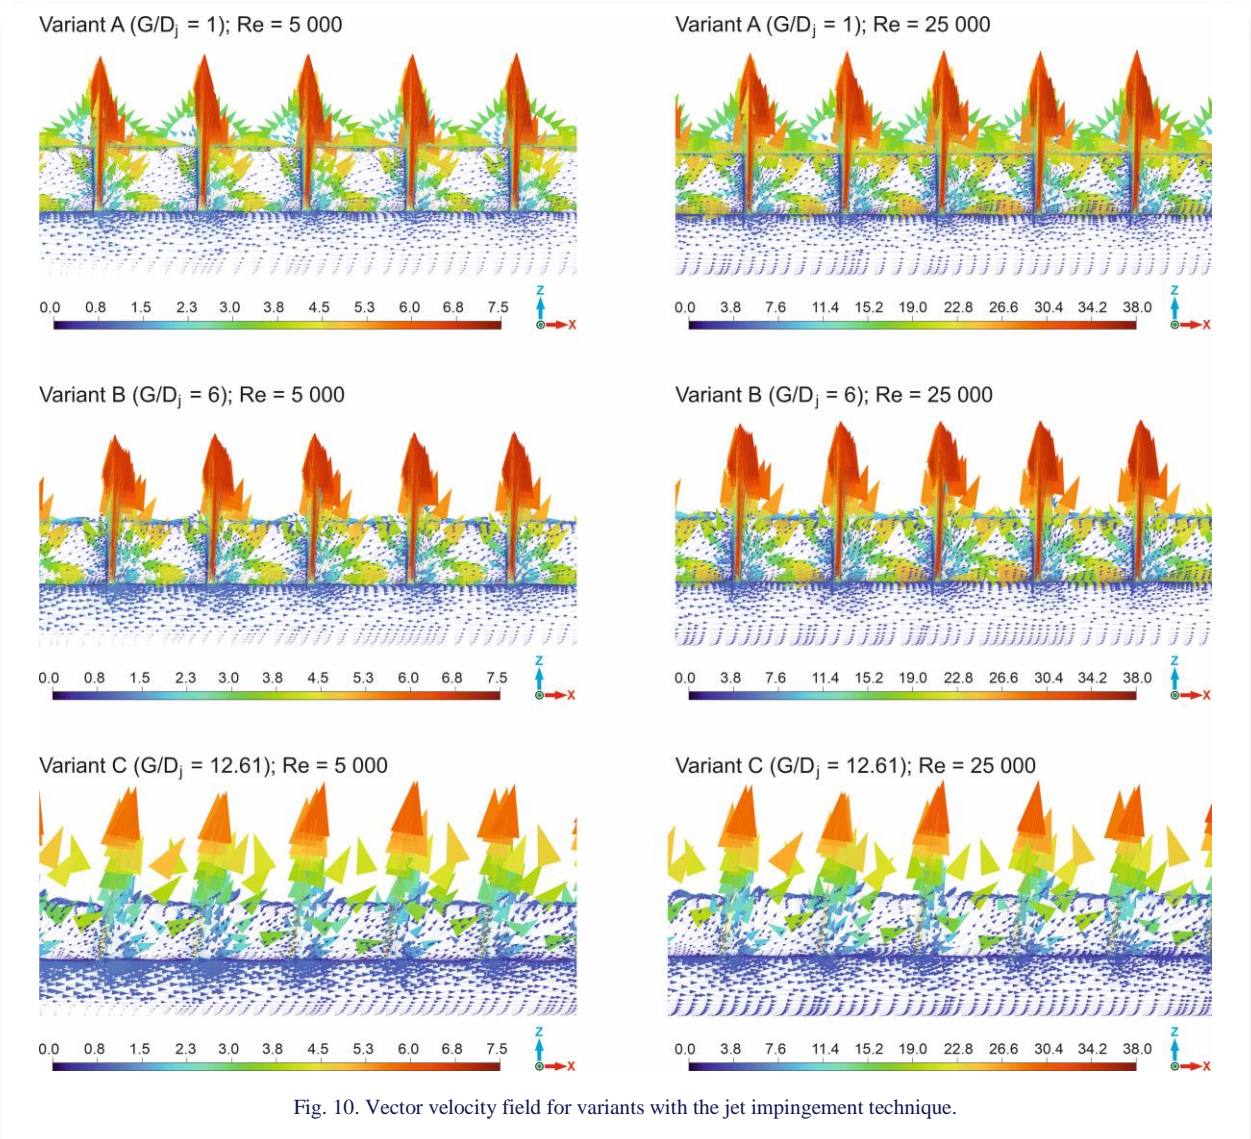 Variant A (G/Dj = 1); Re = 5 000
Variant A (G/Dj = 1); Re = 25 000
Z
0.0 0.8 1.5 2.3 3.0 3.8 4.5 5.3 6.0 6.8 7.5
X
Z
0.0 3.8 7.6 11.4 15.2 19.0 22.8 26.6 30.4 34.2 38.0
X
Variant B (G/Dj = 6); Re = 5 000
Variant B (G/Dj = 6); Re = 25 000
Z
0.0 0.8 1.5 2.3 3.0 3.8 4.5 5.3 6.0 6.8 7.5
X
Z
0.0 3.8 7.6 11.4 15.2 19.0 22.8 26.6 30.4 34.2 38.0
X
Variant C (G/Dj = 12.61); Re = 5 000
Variant C (G/Dj = 12.61); Re = 25 000
Z
0.0 0.8 1.5 2.3 3.0 3.8 4.5 5.3 6.0 6.8 7.5
X
Z
0.0 3.8 7.6 11.4 15.2 19.0 22.8 26.6 30.4 34.2 38.0
X
Fig. 10. Vector velocity field for variants with the jet impingement technique.